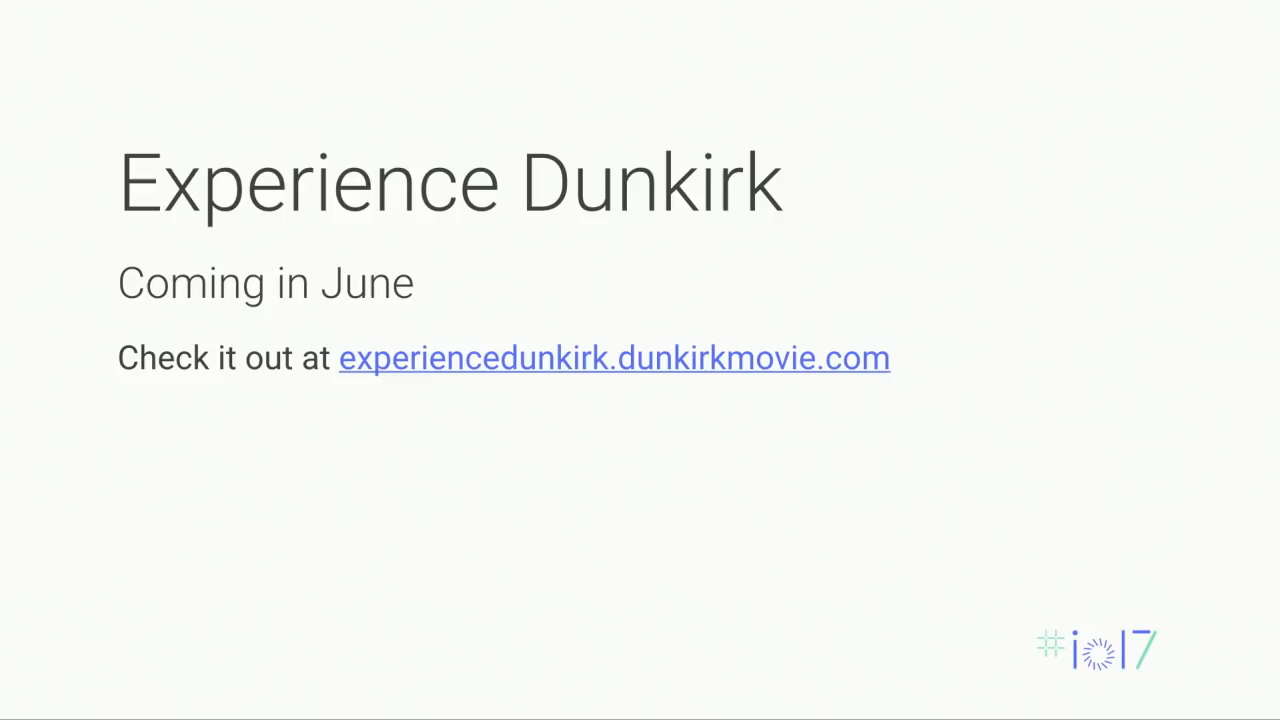 Experience Dunkirk
Coming in June
Check it out at experiencedunkirk.dunkirkmovie.com
#io17